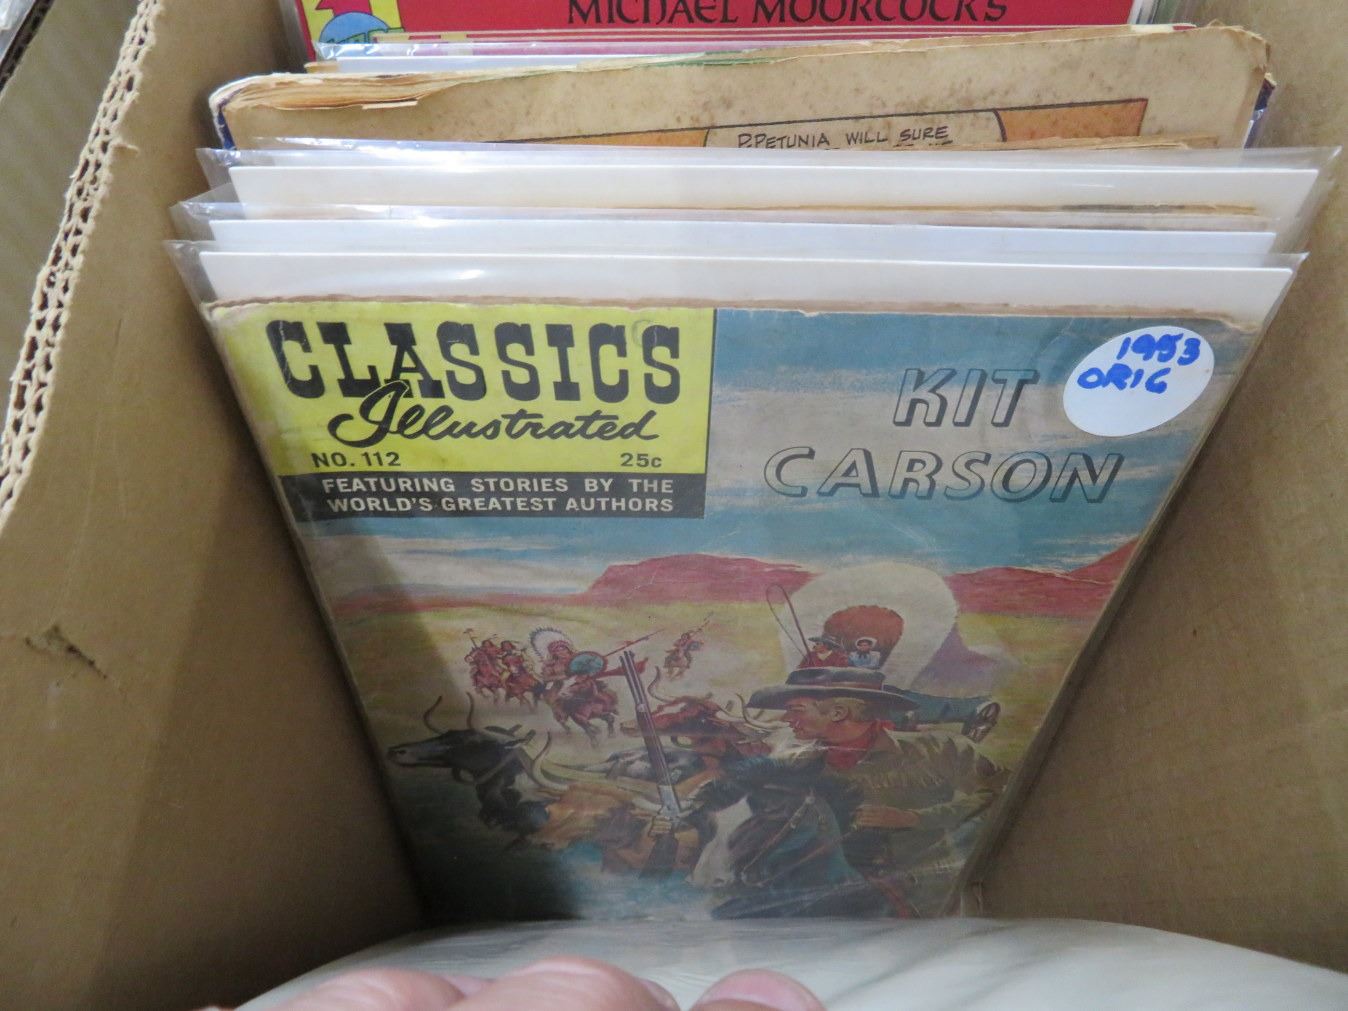 MICHAEL MOORCOCK'S
P.PETUNIA WILL SURE
CLASSICS
Illustrated
NO. 112 25c
FEATURING STORIES BY THE
WORLD'S GREATEST AUTHORS
KIT
CARSON
1953
ORIG